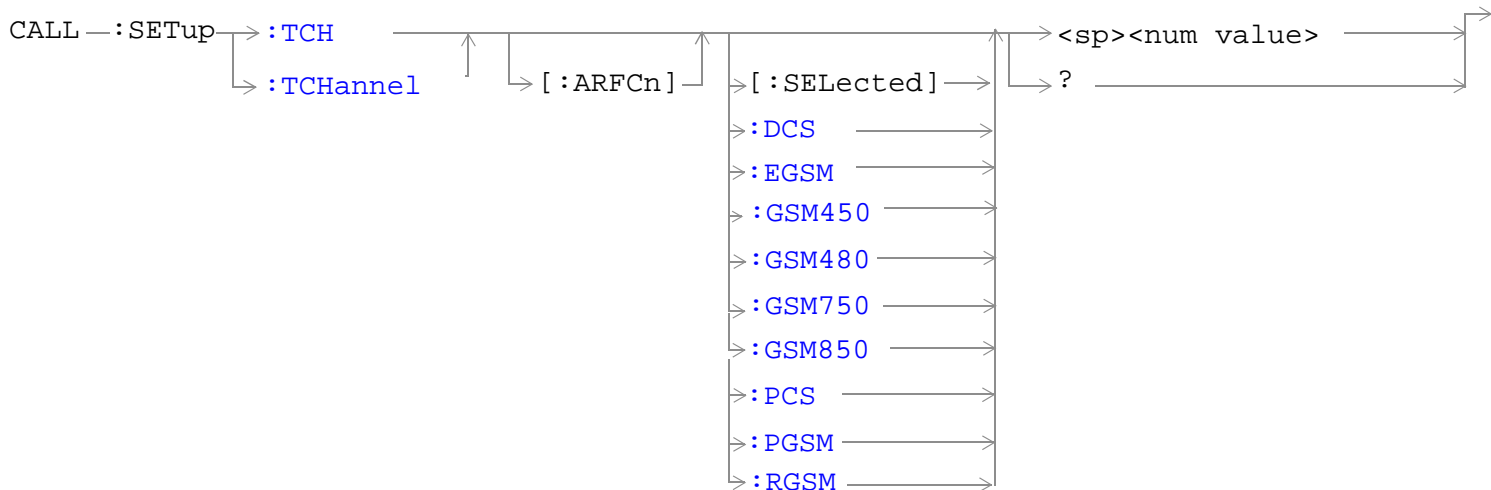 CALL :SETup :TCH <sp><num value>
:TCHannel [:ARFCn] [:SELected] ?
:DCS
:EGSM
:GSM450
:GSM480
:GSM750
:GSM850
:PCS
:PGSM
:RGSM